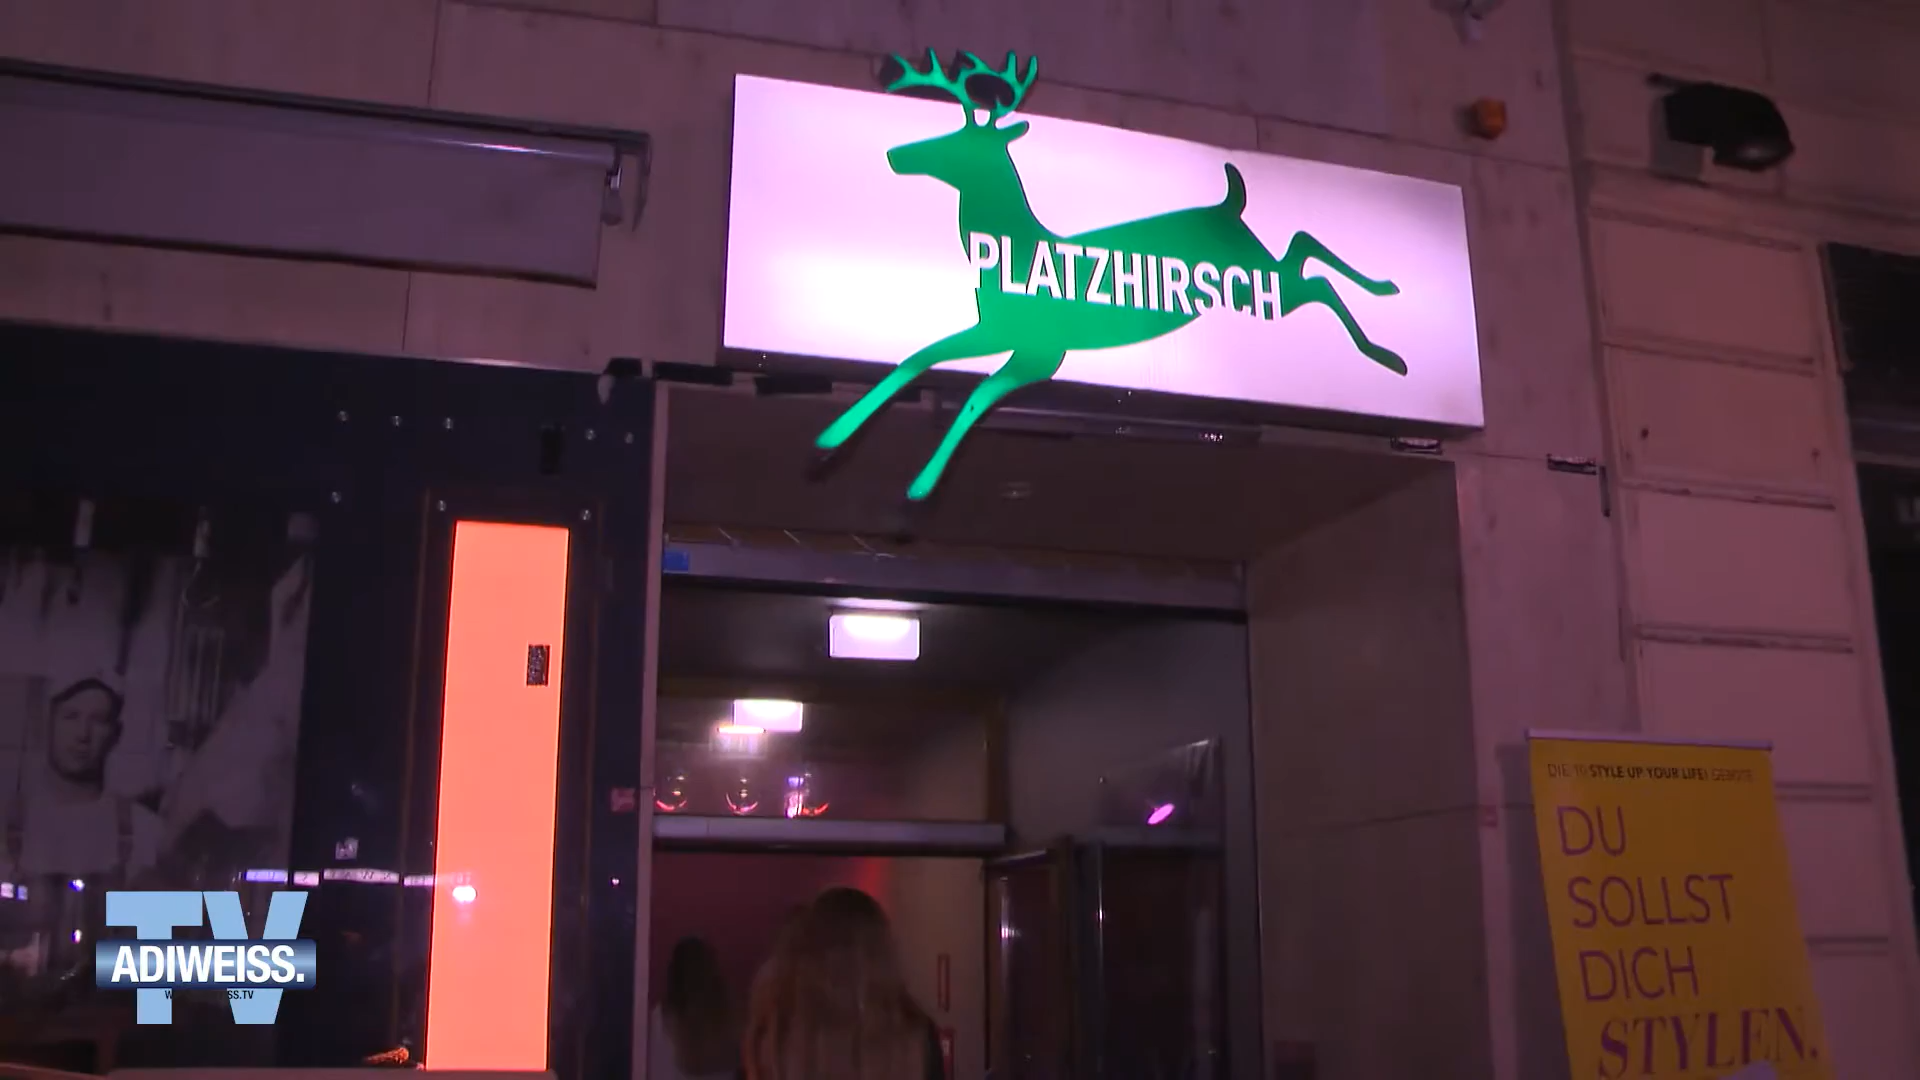 PLATZHIRSCH
DIE 10 STYLE UP YOUR LIFE! GEBOTE
DU
SOLLST
DICH
STYLEN.
TV
ADIWEISS.